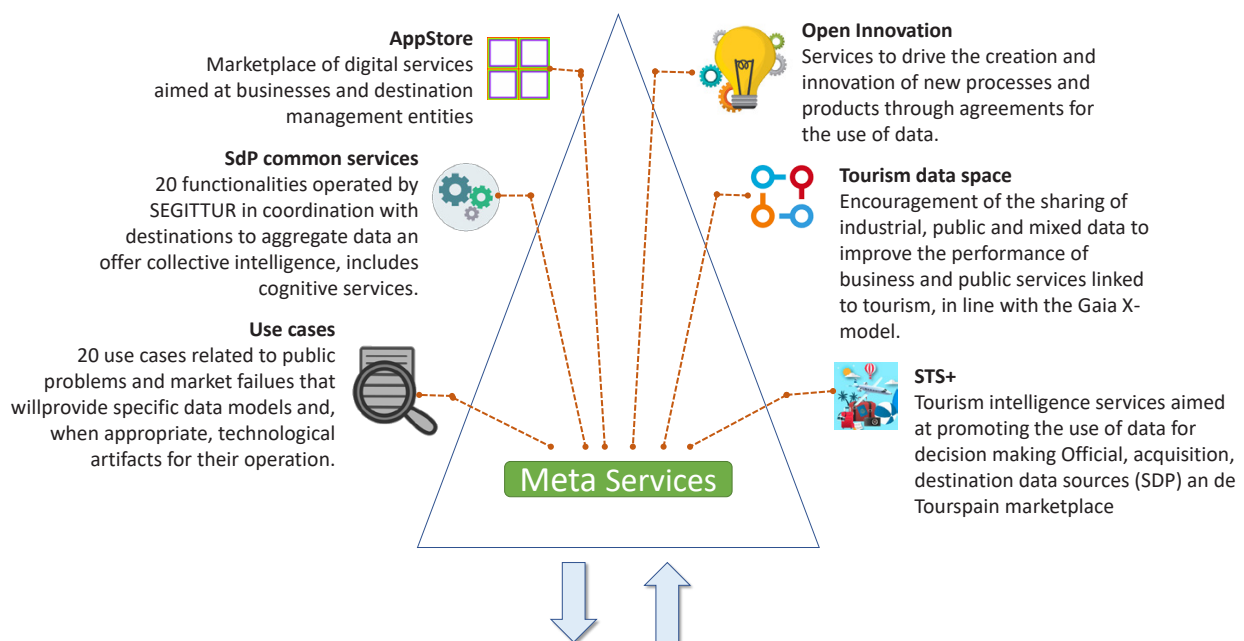 AppStore
Marketplace of digital services
aimed at businesses and destination
management entities
SdP common services
20 functionalities operated by
SEGITTUR in coordination with
destinations to aggregate data an
offer collective intelligence, includes
cognitive services.
Use cases
20 use cases related to public
problems and market failues that
willprovide specific data models and,
when appropriate, technological
artifacts for their operation.
Open Innovation
Services to drive the creation and
innovation of new processes and
products through agreements for
the use of data.
Tourism data space
Encouragement of the sharing of
industrial, public and mixed data to
improve the performance of
business and public services linked
to tourism, in line with the Gaia X-
model.
STS+
Tourism intelligence services aimed
at promoting the use of data for
decision making Official, acquisition,
destination data sources (SDP) an de
Tourspain marketplace
Meta Services